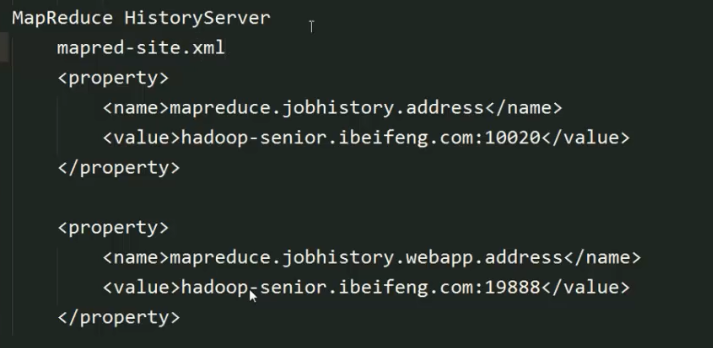 MapReduce HistoryServer
mapred-site.xml
<property>
<name>mapreduce.jobhistory.address</name>
<value>hadoop-senior.ibeifeng.com:10020</value>
</property>
<property>
<name>mapreduce.jobhistory.webapp.address</name>
<value>hadoop-senior.ibeifeng.com:19888</value>
</property>